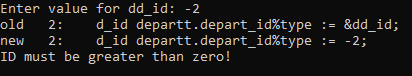 Enter value for dd_id: -2
old   2:    d_id departt.depart_id%type := &dd_id;
new   2:    d_id departt.depart_id%type := -2;
ID must be greater than zero!